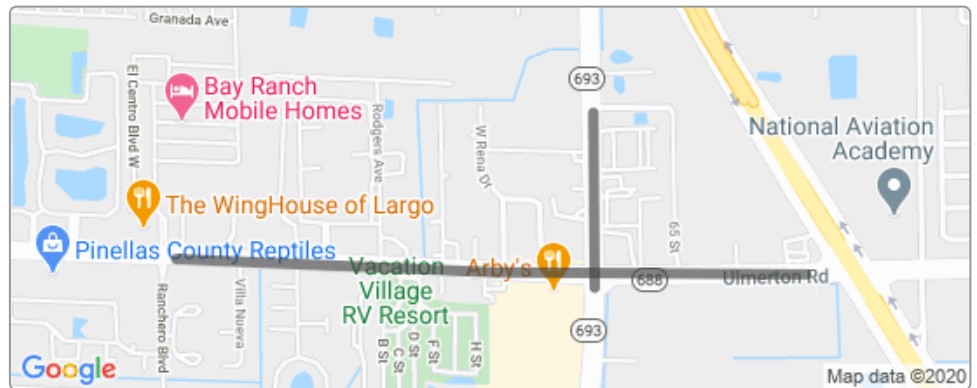 Granada Ave
El Centro Blvd W
Bay Ranch
Mobile Homes
Rodgers Ave
W Rena Dr
693
National Aviation
Academy
The WingHouse of Largo
65 St
Pinellas County Reptiles
Vacation
Village
RV Resort
Arby's
688
Ulmerton Rd
Ranchero Blvd
Villa Nueva
B St
C St
D St
F St
H St
693
Google
Map data ©2020